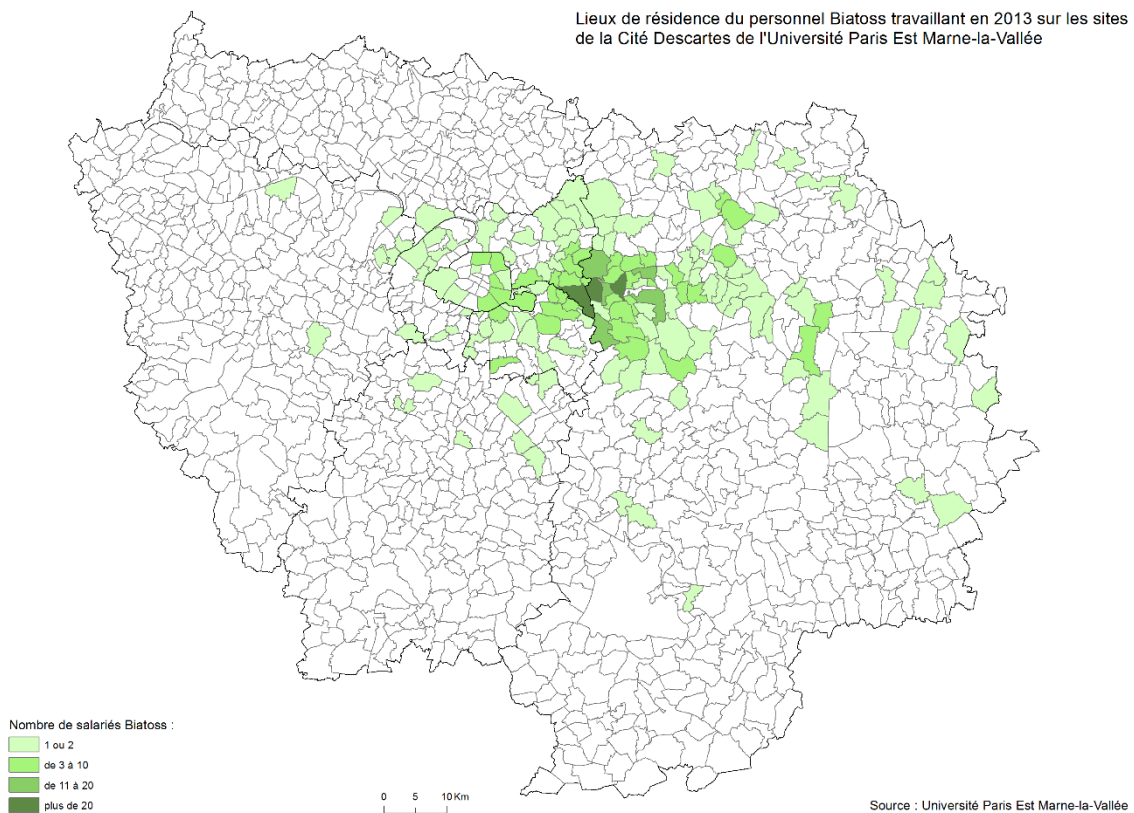 Lieux de résidence du personnel Biatoss travaillant en 2013 sur les sites
de la Cité Descartes de l'Université Paris Est Marne-la-Vallée
Nombre de salariés Biatoss :
1 ou 2
de 3 à 10
de 11 à 20
plus de 20
0 5 10 Km
Source : Université Paris Est Marne-la-Vallée